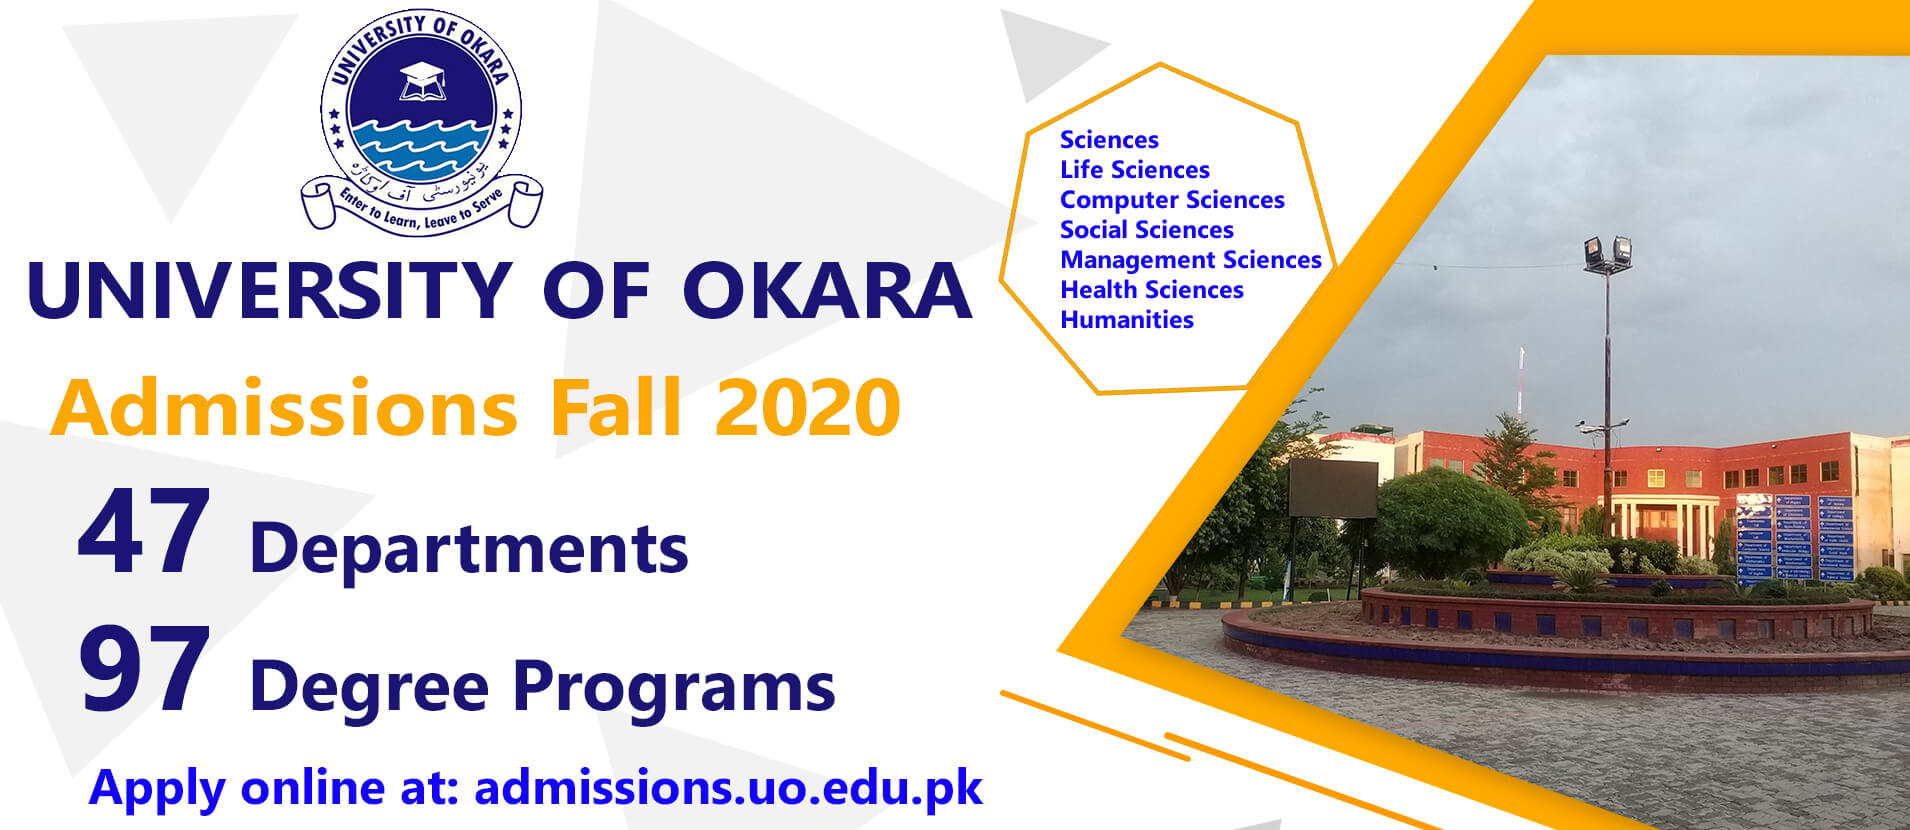 UNIVERSITY OF OKARA
یونیورسٹی آف اوکاڑہ
Enter to Learn, Leave to Serve
UNIVERSITY OF OKARA
Admissions Fall 2020
47 Departments
97 Degree Programs
Apply online at: admissions.uo.edu.pk
Sciences
Life Sciences
Computer Sciences
Social Sciences
Management Sciences
Health Sciences
Humanities